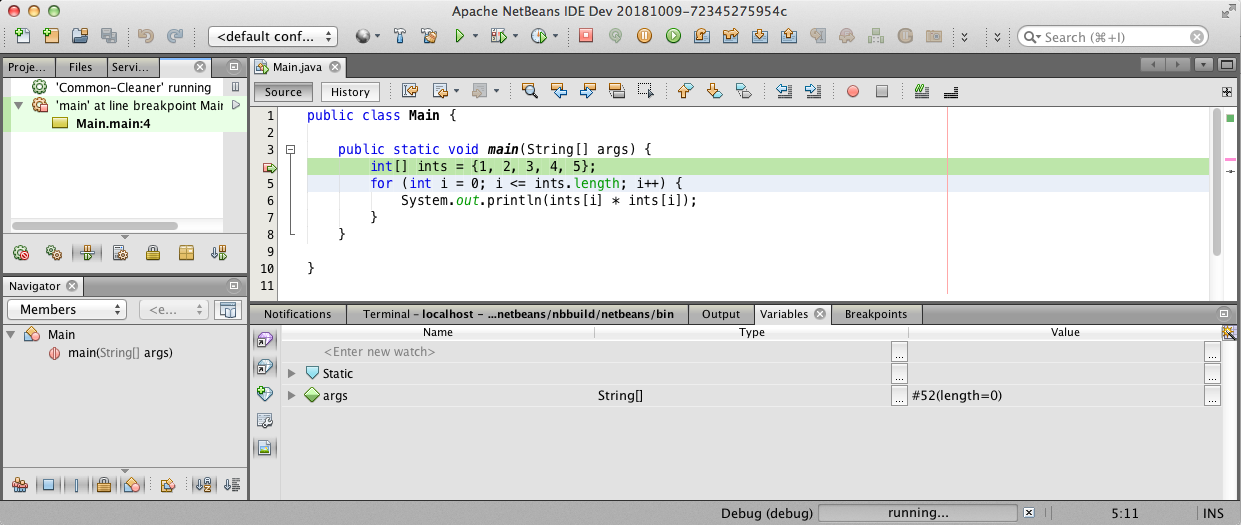 Apache NetBeans IDE Dev 20181009-72345275954c
<default conf...
Search (⌘+I)
Proje...
Files
Servi...
'Common-Cleaner' running
'main' at line breakpoint Mair
Main.main:4
Main.java
Source
History
1 public class Main {
2
3 public static void main(String[] args) {
int[] ints = {1, 2, 3, 4, 5};
5 for (int i = 0; i <= ints.length; i++) {
6 System.out.println(ints[i] * ints[i]);
7 }
8 }
9
10 }
11
Navigator
Members
<e...
Main
main(String[] args)
Notifications
Terminal – localhost – ...netbeans/nbbuild/netbeans/bin
Output
Variables
Breakpoints
Name Type Value
<Enter new watch> ... ...
Static ... ...
args String[] ... #52(length=0) ...
Debug (debug) running... 5:11 INS